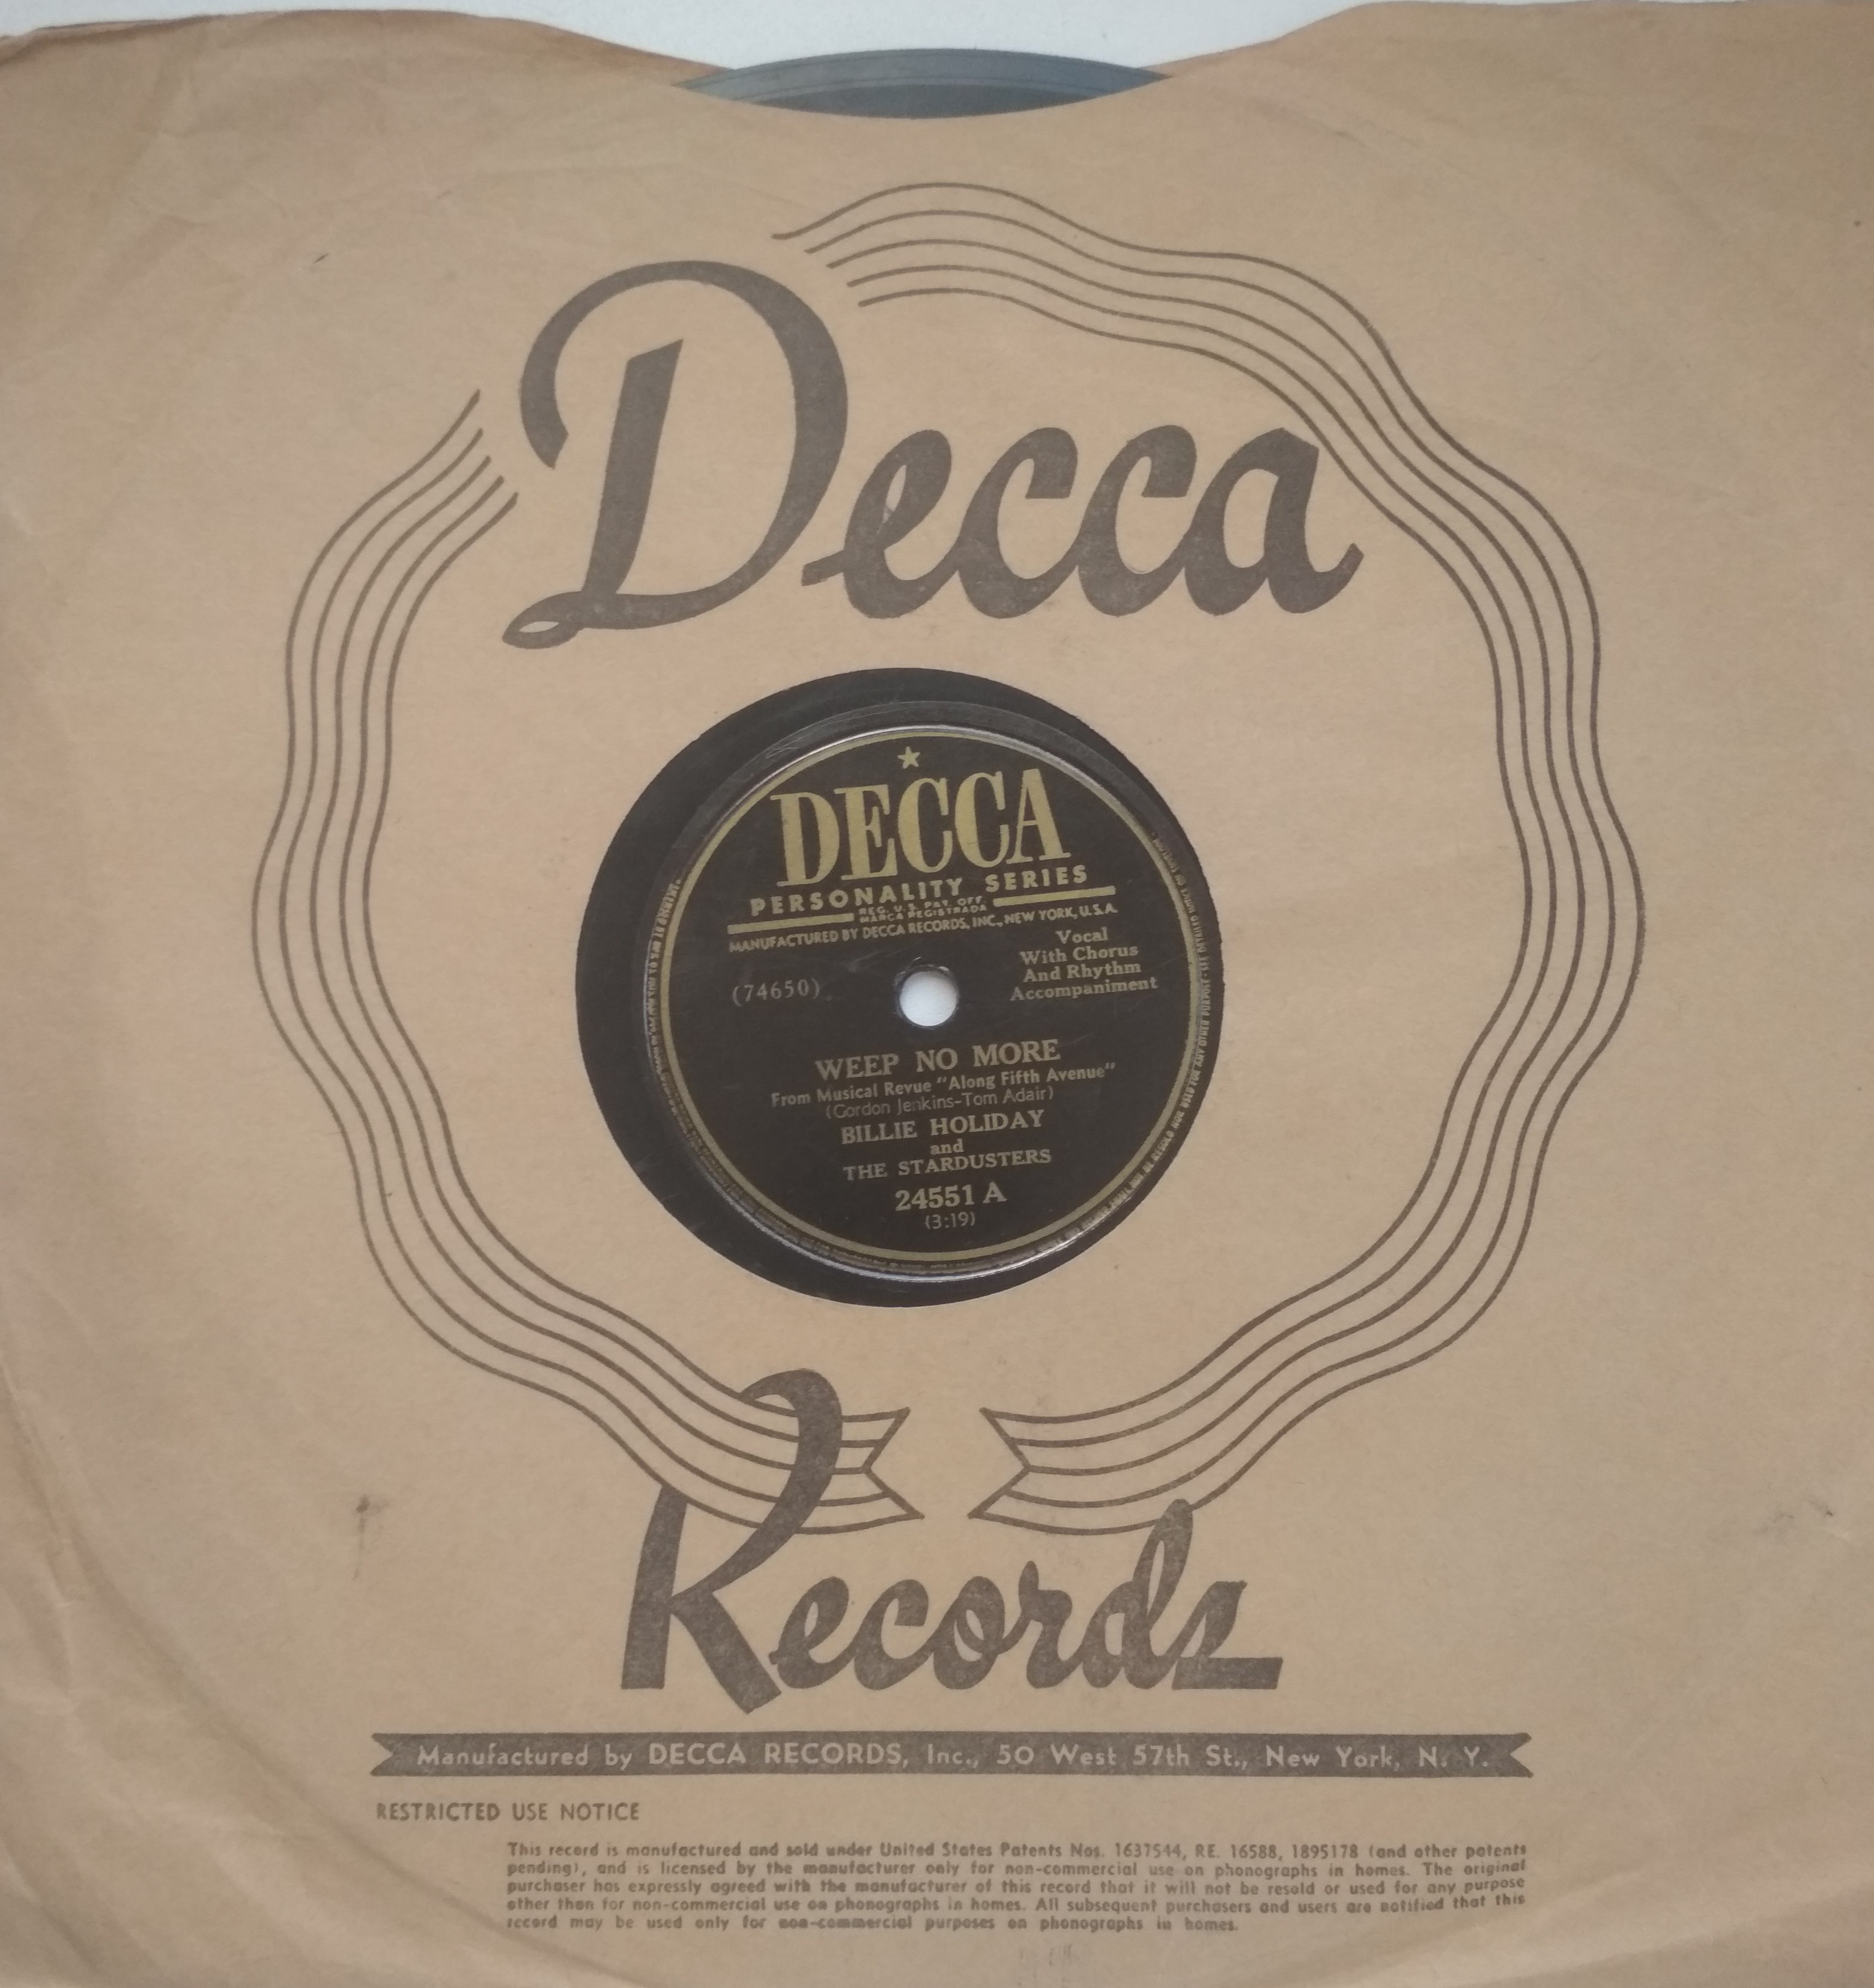 Decca
DECCA
PERSONALITY SERIES
REG. U.S. PAT. OFF.
MARCA REGISTRADA
MANUFACTURED BY DECCA RECORDS, INC., NEW YORK, U.S.A.
Vocal
With Chorus
And Rhythm
Accompaniment
(74650)
WEEP NO MORE
From Musical Revue "Along Fifth Avenue"
(Gordon Jenkins-Tom Adair)
BILLIE HOLIDAY
and
THE STARDUSTERS
24551 A
(3:19)
Records
Manufactured by DECCA RECORDS, Inc., 50 West 57th St., New York, N. Y.
RESTRICTED USE NOTICE
This record is manufactured and sold under United States Patents Nos. 1637544, RE. 16588, 1895178 (and other patents
pending), and is licensed by the manufacturer only for non-commercial use on phonographs in homes. The original
purchaser has expressly agreed with the manufacturer of this record that it will not be resold or used for any purpose
other than for non-commercial use on phonographs in homes. All subsequent purchasers and users are notified that this
record may be used only for non-commercial purposes on phonographs in homes.